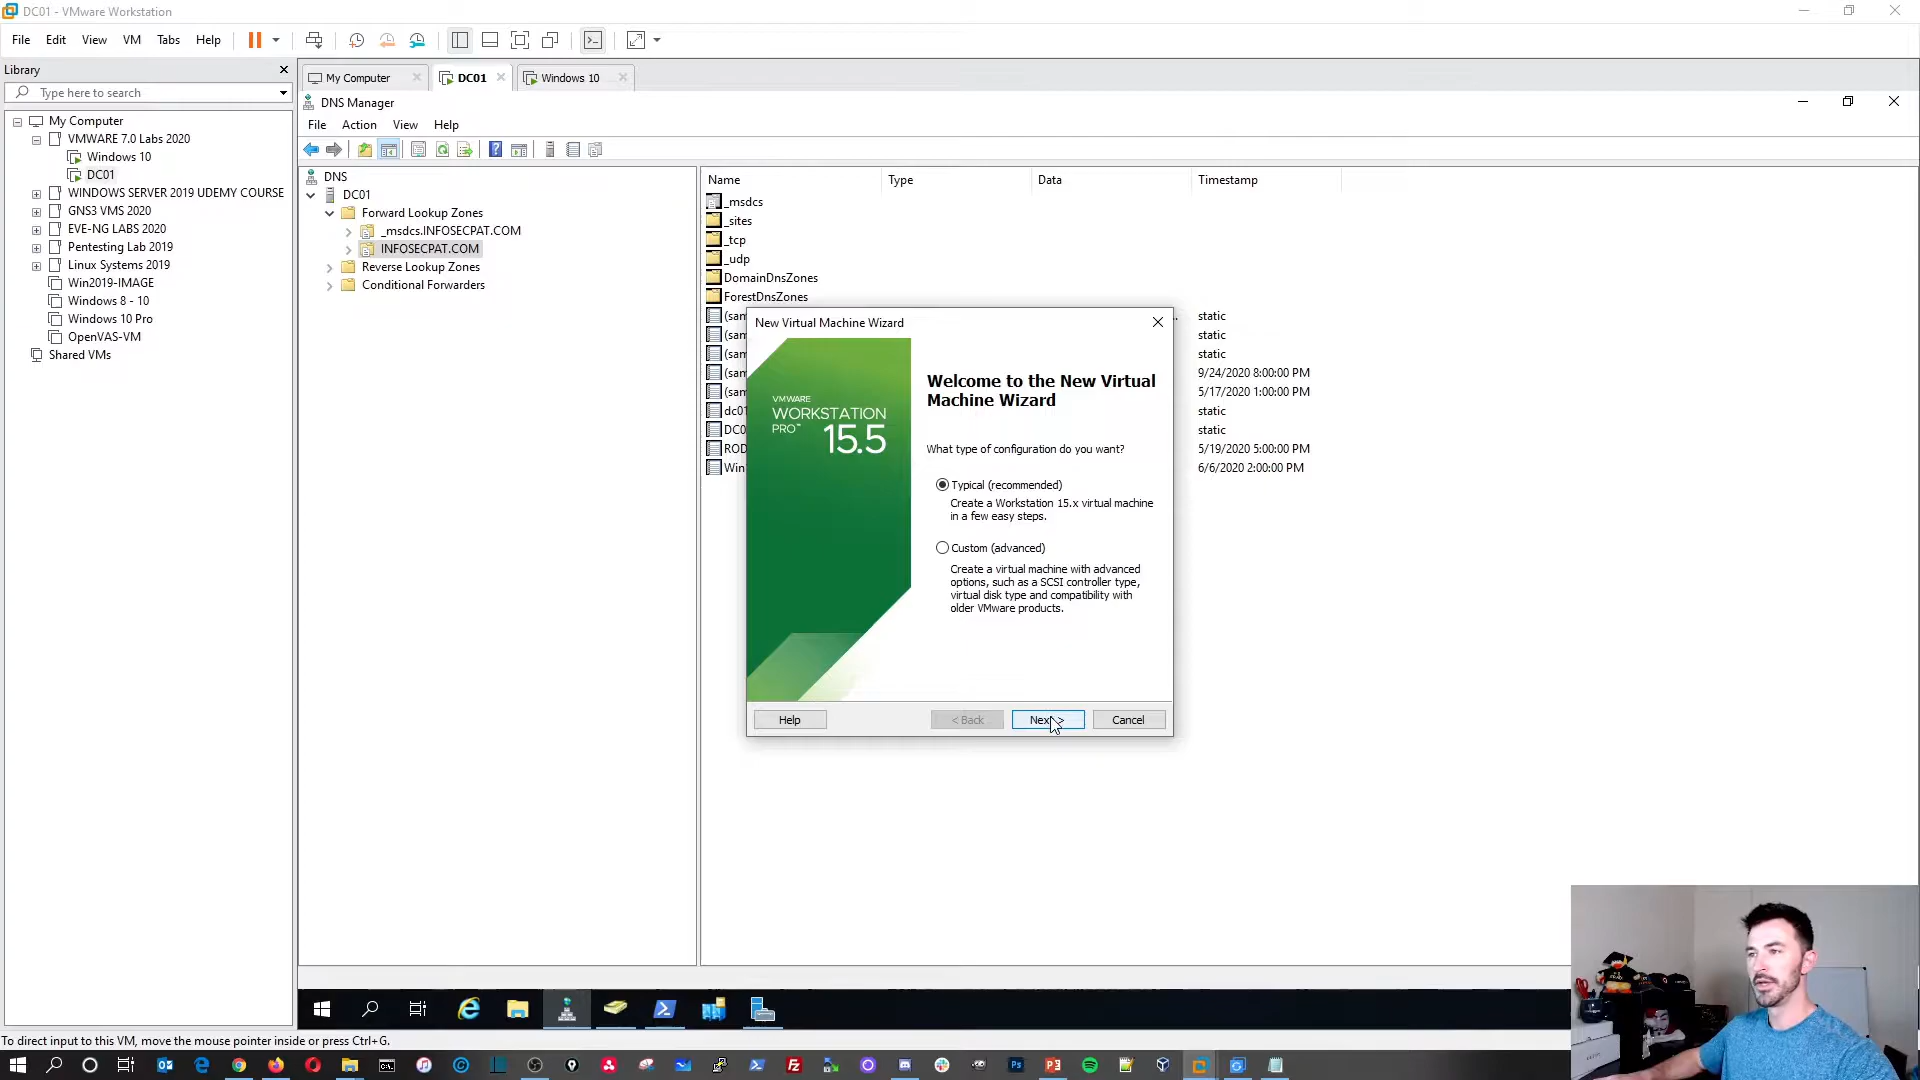 DC01 - VMware Workstation
File Edit View VM Tabs Help
Library
Type here to search
My Computer
VMWARE 7.0 Labs 2020
Windows 10
DC01
WINDOWS SERVER 2019 UDEMY COURSE
GNS3 VMS 2020
EVE-NG LABS 2020
Pentesting Lab 2019
Linux Systems 2019
Win2019-IMAGE
Windows 8 - 10
Windows 10 Pro
OpenVAS-VM
Shared VMs
My Computer DC01 Windows 10
DNS Manager
File Action View Help
DNS
DC01
Forward Lookup Zones
_msdcs.INFOSECPAT.COM
INFOSECPAT.COM
Reverse Lookup Zones
Conditional Forwarders
Name Type Data Timestamp
_msdcs
_sites
_tcp
_udp
DomainDnsZones
ForestDnsZones
(sam static
(sam static
(sam static
(sam 9/24/2020 8:00:00 PM
(sam 5/17/2020 1:00:00 PM
dc01 static
DC0 static
ROD 5/19/2020 5:00:00 PM
Win 6/6/2020 2:00:00 PM
New Virtual Machine Wizard
VMWARE
WORKSTATION
PRO™ 15.5
Welcome to the New Virtual
Machine Wizard
What type of configuration do you want?
Typical (recommended)
Create a Workstation 15.x virtual machine
in a few easy steps.
Custom (advanced)
Create a virtual machine with advanced
options, such as a SCSI controller type,
virtual disk type and compatibility with
older VMware products.
Help < Back Next > Cancel
To direct input to this VM, move the mouse pointer inside or press Ctrl+G.